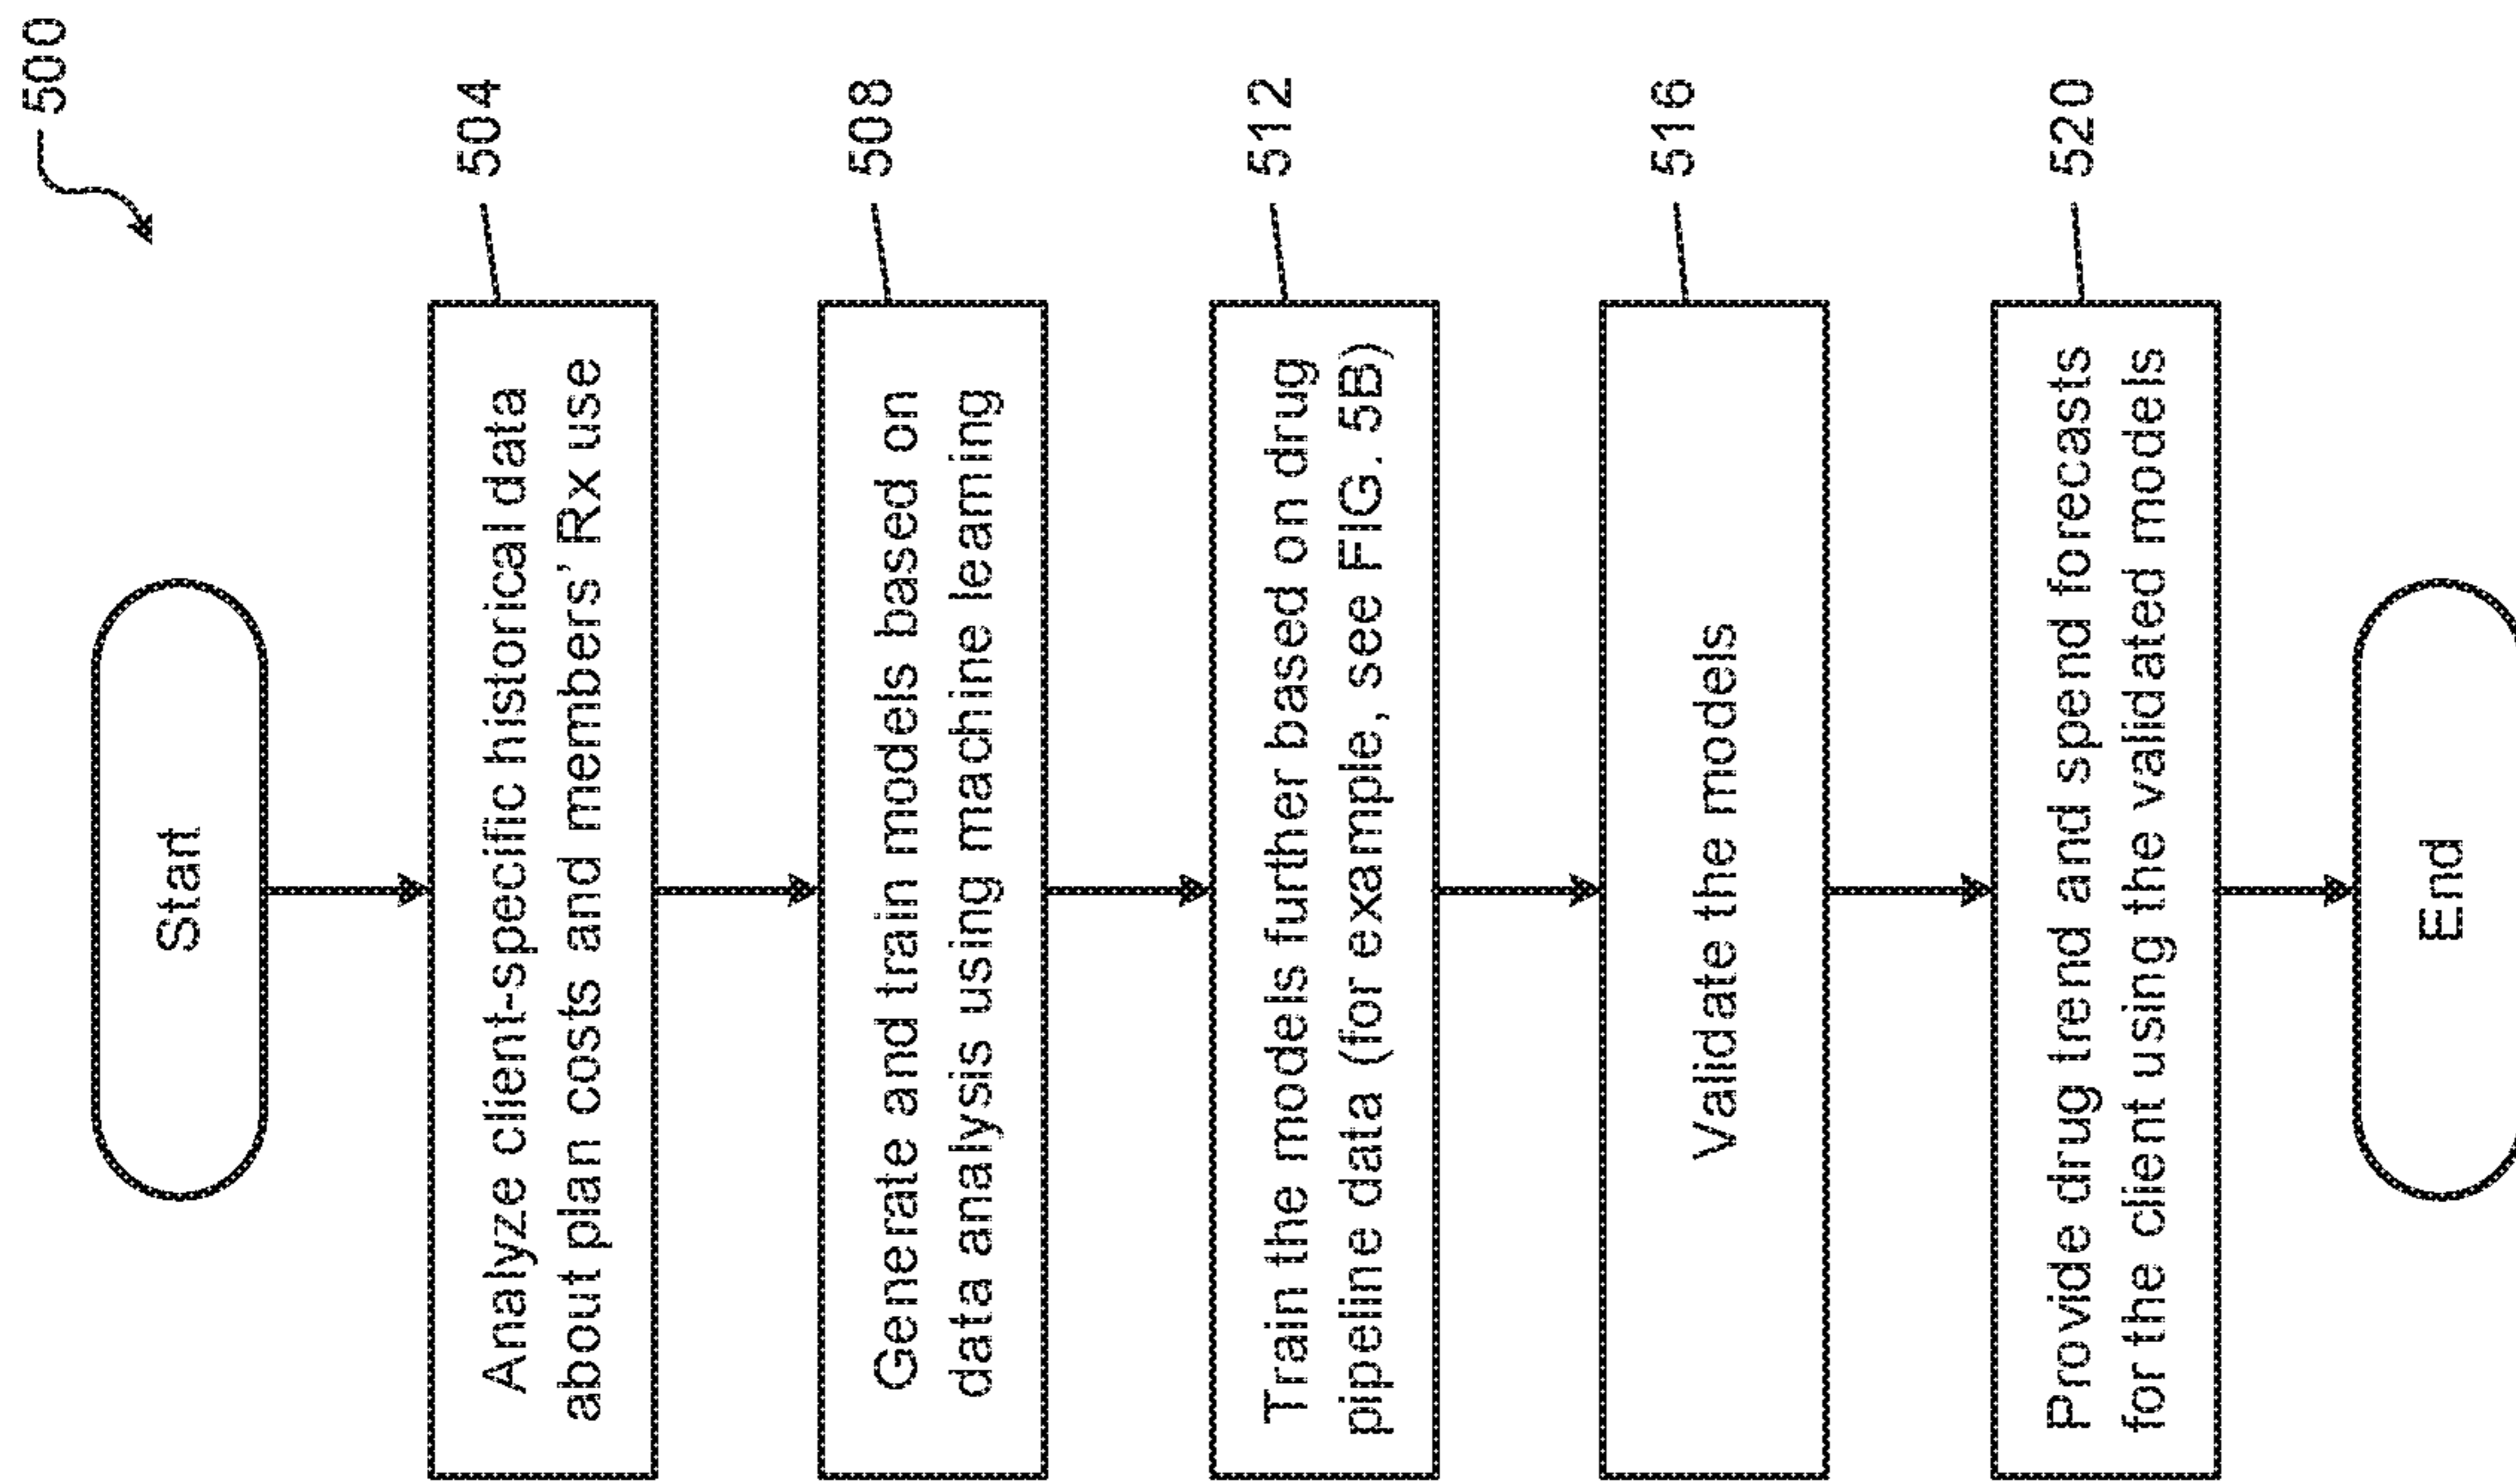 500
Start
Analyze client-specific historical data
about plan costs and members’ Rx use
504
Generate and train models based on
data analysis using machine learning
508
Train the models further based on drug
pipeline data (for example, see FIG. 5B)
512
Validate the models
516
Provide drug trend and spend forecasts
for the client using the validated models
520
End